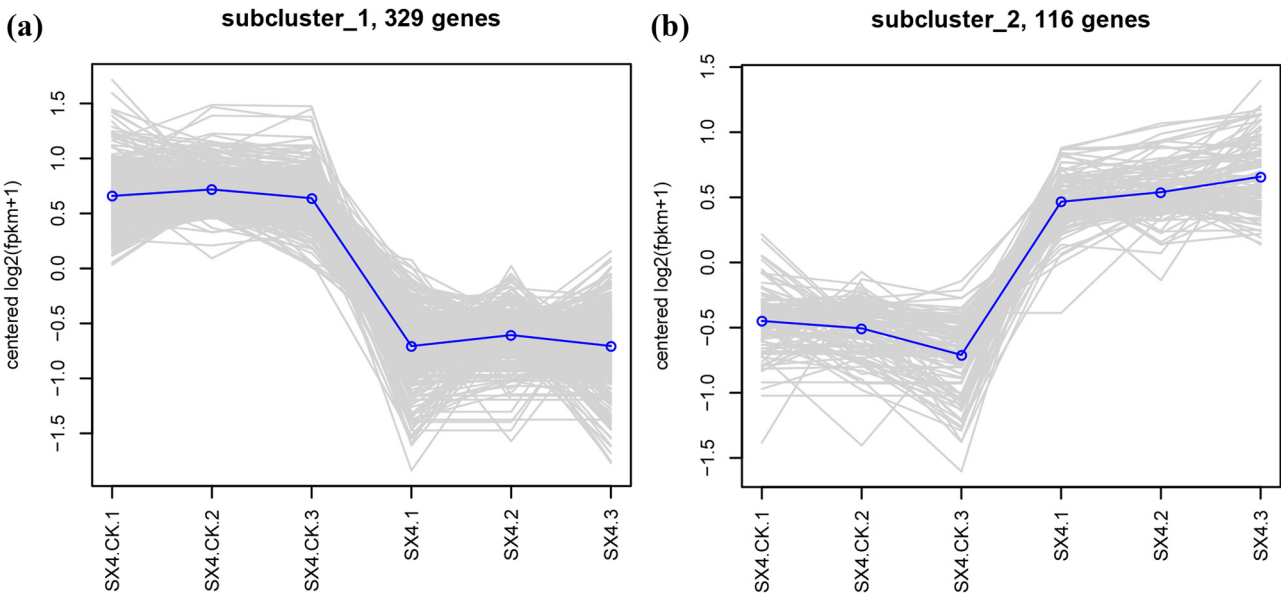 (a)
subcluster_1, 329 genes
centered log2(fpkm+1)
1.5
1.0
0.5
0.0
−0.5
−1.0
−1.5
SX4.CK.1
SX4.CK.2
SX4.CK.3
SX4.1
SX4.2
SX4.3
(b)
subcluster_2, 116 genes
centered log2(fpkm+1)
1.5
1.0
0.5
0.0
−0.5
−1.0
−1.5
SX4.CK.1
SX4.CK.2
SX4.CK.3
SX4.1
SX4.2
SX4.3